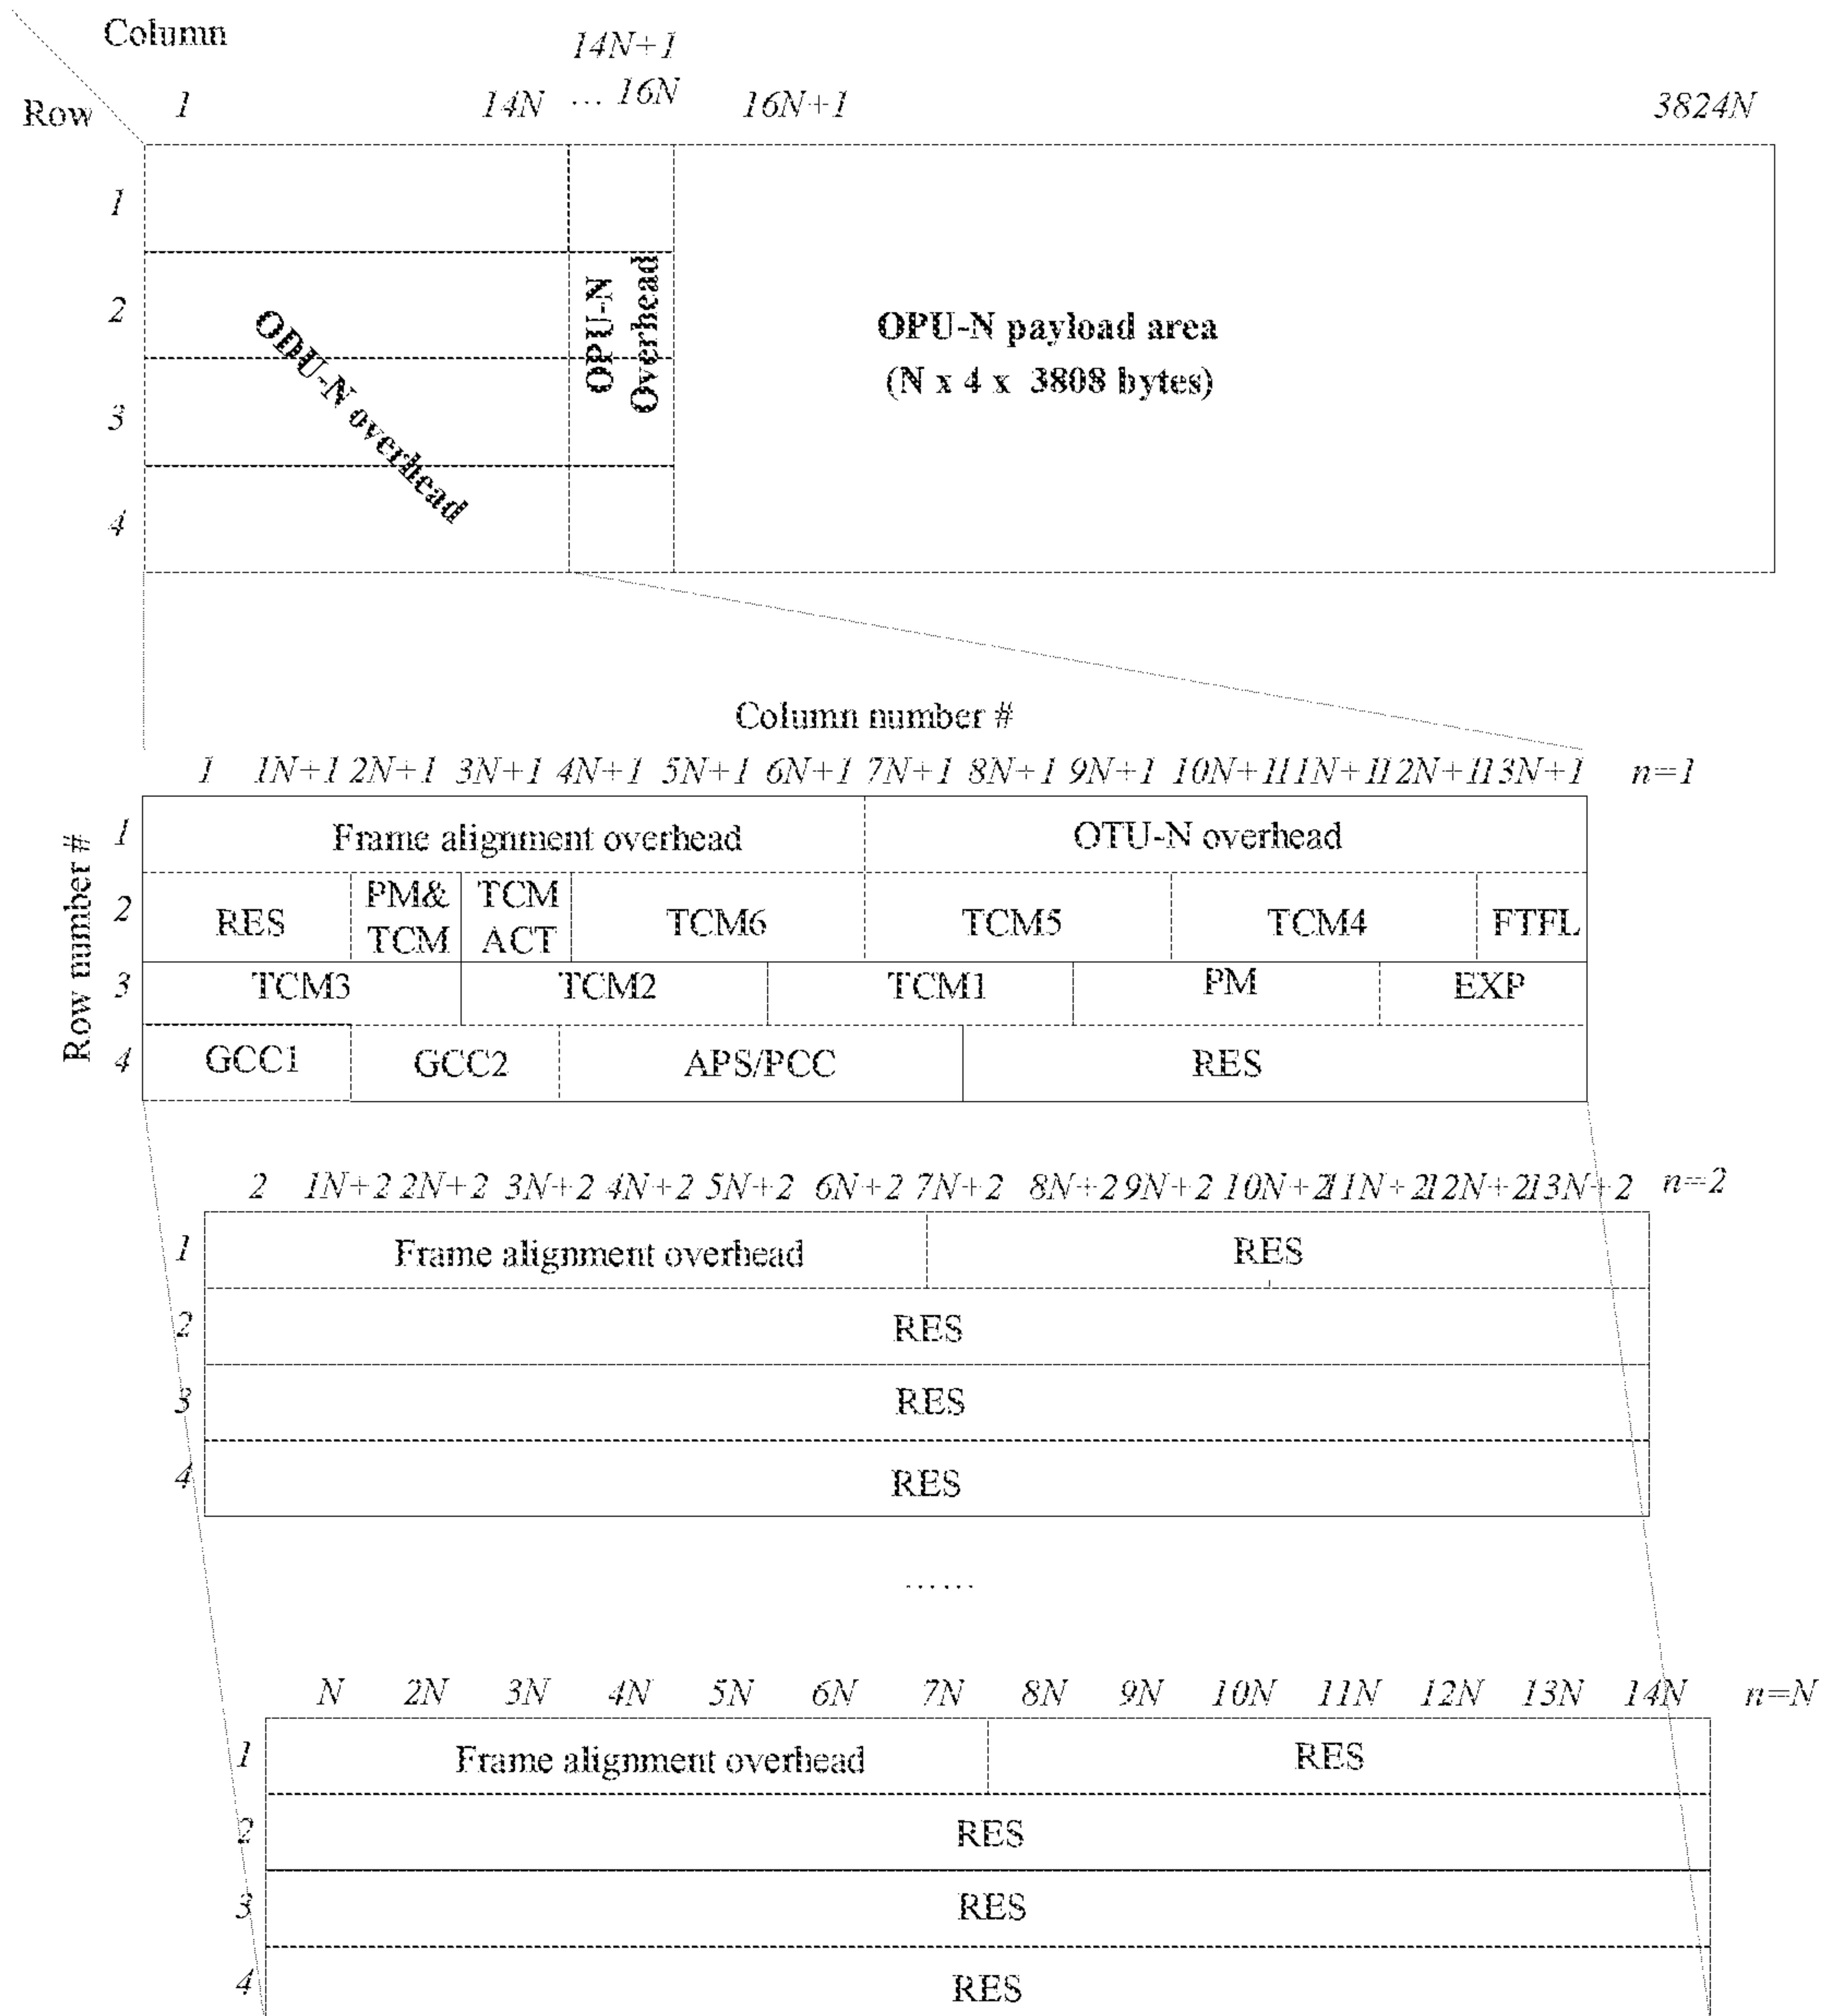 Column
14N+1
Row 1 14N ... 16N 16N+1 3824N
1
2
3
4
ODU-N overhead
OPU-N
Overhead
OPU-N payload area
(N x 4 x 3808 bytes)
Column number #
1 1N+1 2N+1 3N+1 4N+1 5N+1 6N+1 7N+1 8N+1 9N+1 10N+1 11N+1 12N+1 13N+1 n=1
Row number #
1 Frame alignment overhead OTU-N overhead
2 RES PM& TCM TCM ACT TCM6 TCM5 TCM4 FTFL
3 TCM3 TCM2 TCM1 PM EXP
4 GCC1 GCC2 APS/PCC RES
2 1N+2 2N+2 3N+2 4N+2 5N+2 6N+2 7N+2 8N+2 9N+2 10N+2 11N+2 12N+2 13N+2 n=2
1 Frame alignment overhead RES
2 RES
3 RES
4 RES
......
N 2N 3N 4N 5N 6N 7N 8N 9N 10N 11N 12N 13N 14N n=N
1 Frame alignment overhead RES
2 RES
3 RES
4 RES